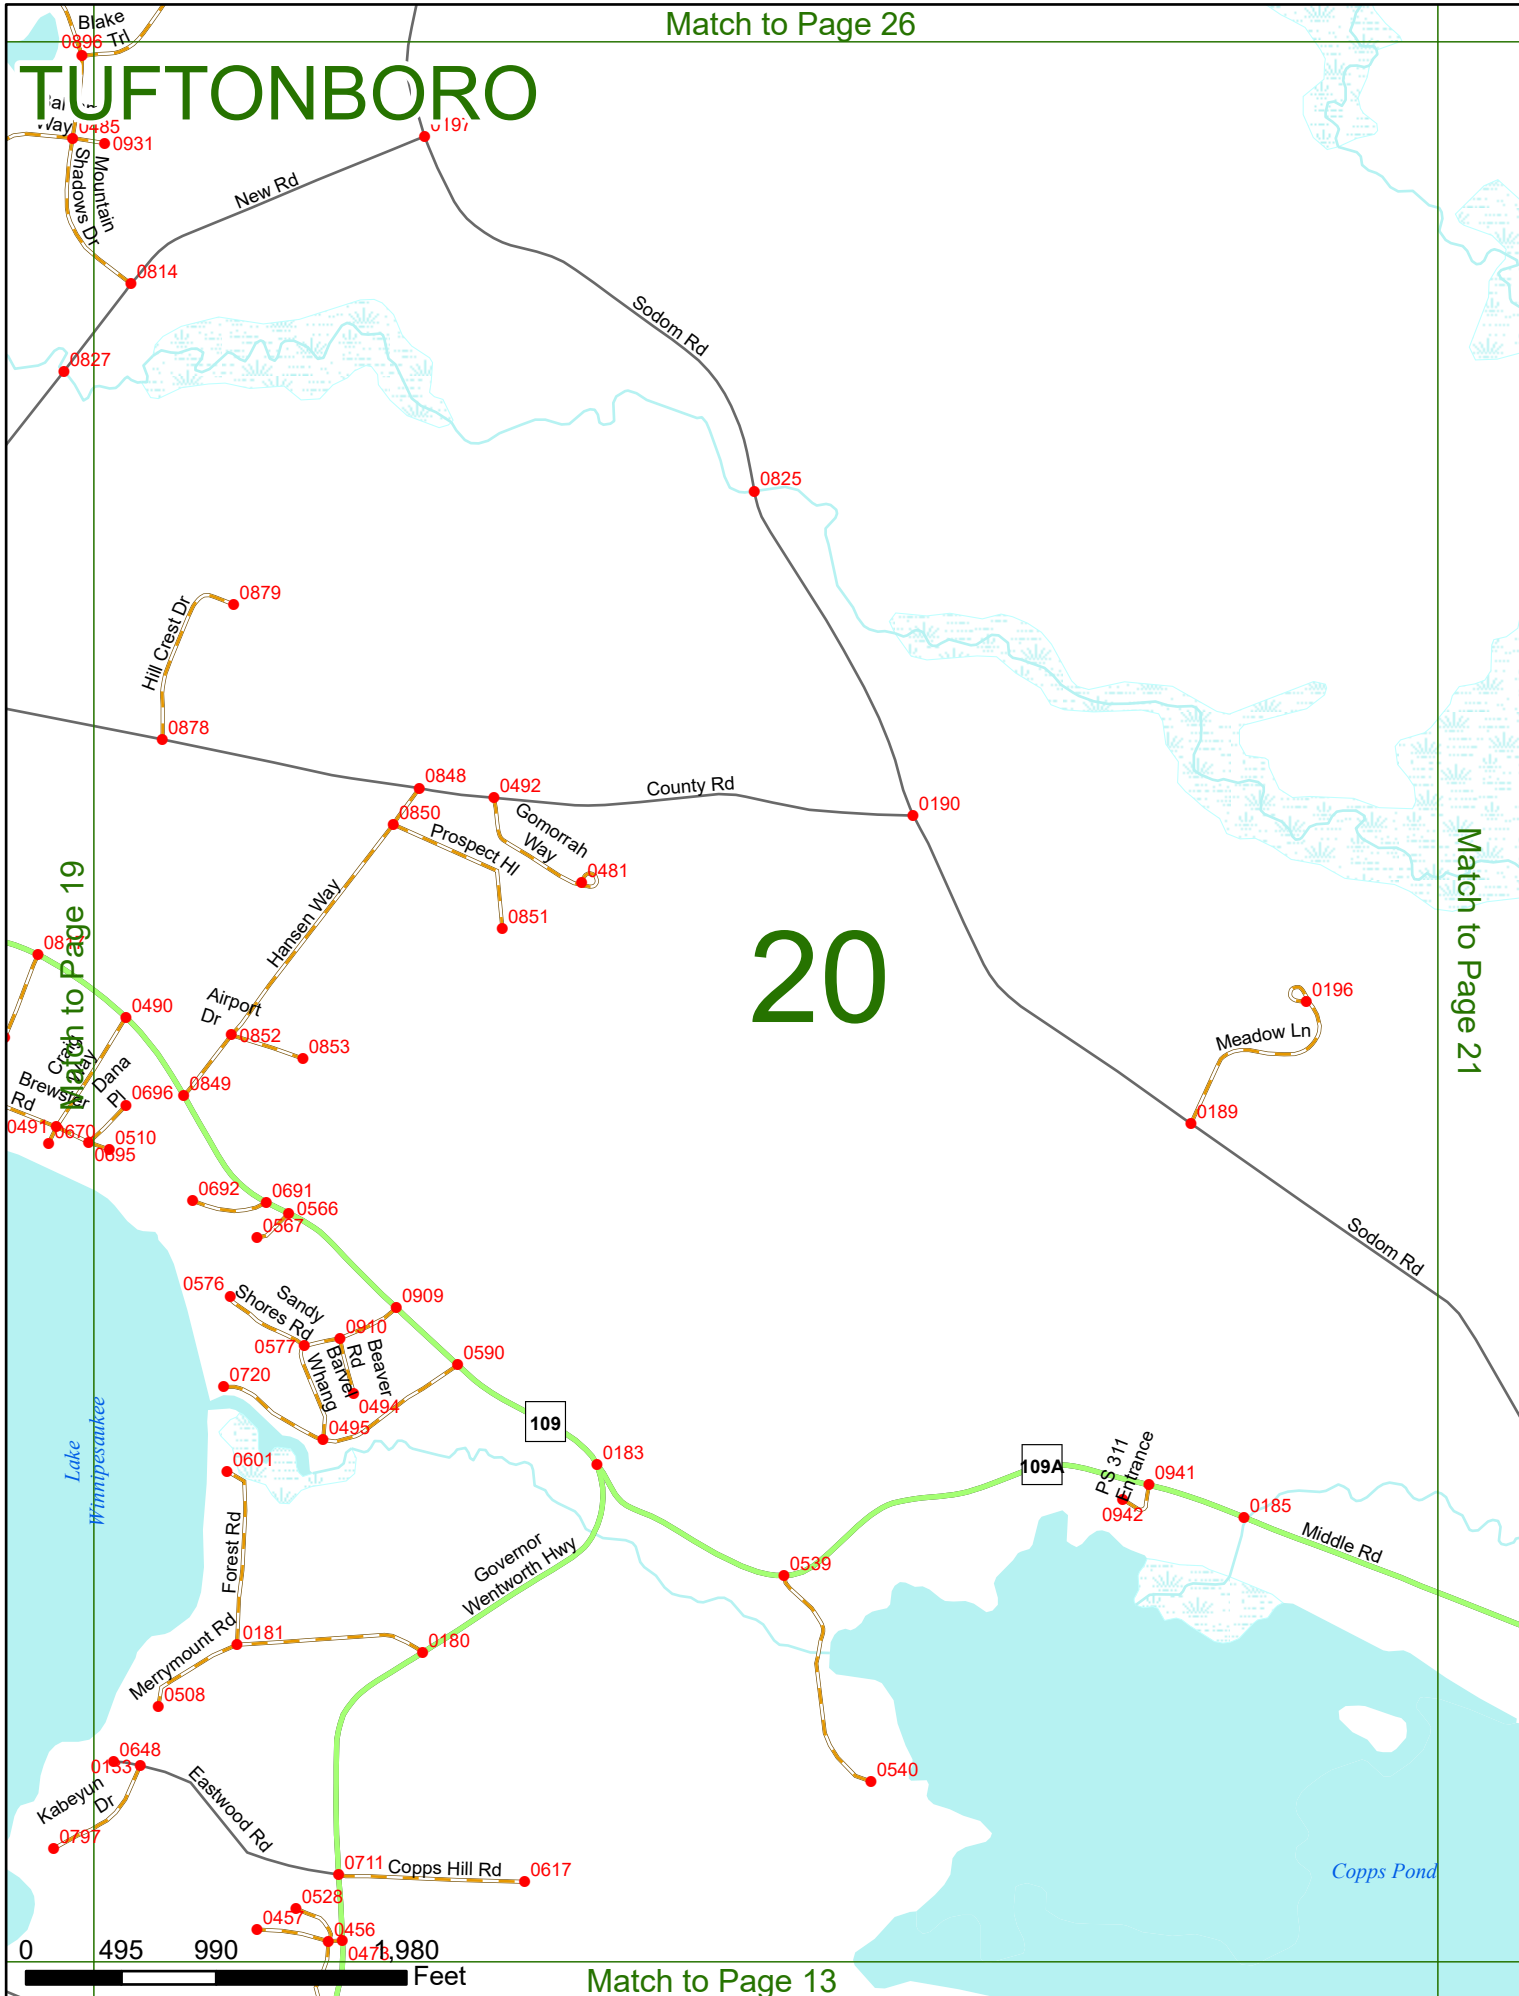 Match to Page 26
Blake
Trl
0896
TUFTONBORO
Way
0485
0931
0197
Mountain
Shadows Dr
New Rd
0814
Sodom Rd
0827
0825
0879
Hill Crest Dr
0878
0848
0492
County Rd
0190
0850
Gomorrah
Way
Prospect Hl
0481
0851
Hansen Way
Match to Page 19
Match to Page 21
20
0490
Airport
Dr
0852
0853
0196
Meadow Ln
Craig
Way
Dana
Pl
Brewster
Rd
0696
0849
0189
0491
0670
0510
0695
0692
0691
0566
0567
Sodom Rd
0576
Sandy
Shores Rd
0909
0910
0577
Beaver
Rd
Barvel
Whang
0590
0720
0494
0495
109
0183
109A
PS 311
Entrance
0941
0942
0185
Middle Rd
Lake
Winnipesaukee
0601
Forest Rd
Governor
Wentworth Hwy
0539
Merrymount Rd
0181
0180
0508
0648
0133
Kabeyun
Dr
Eastwood Rd
0540
0797
0711
Copps Hill Rd
0617
Copps Pond
0528
0457
0456
0473
0 495 990 1,980
Feet
Match to Page 13